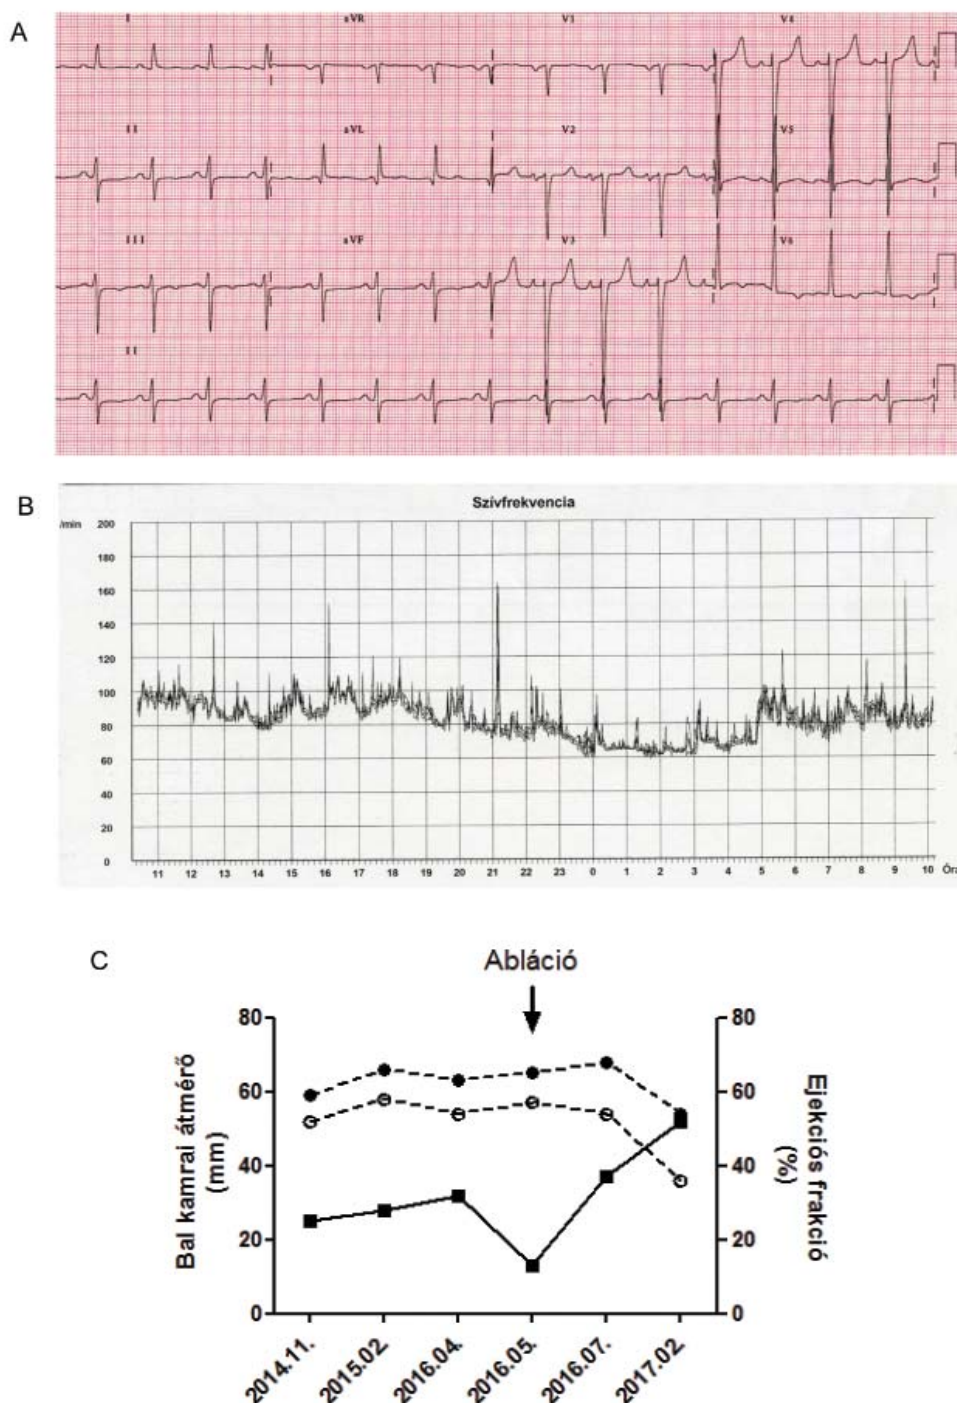 A
I aVR V1 V4
II aVL V2 V5
III aVF V3 V6
II
B
Szívfrekvencia
/min 200
180
160
140
120
100
80
60
40
20
0
11 12 13 14 15 16 17 18 19 20 21 22 23 0 1 2 3 4 5 6 7 8 9 10 Óra
C
Abláció
80 80
60 60
40 40
20 20
0 0
Bal kamrai átmérő
(mm)
Ejekciós frakció
(%)
2014.11. 2015.02. 2016.04. 2016.05. 2016.07. 2017.02.